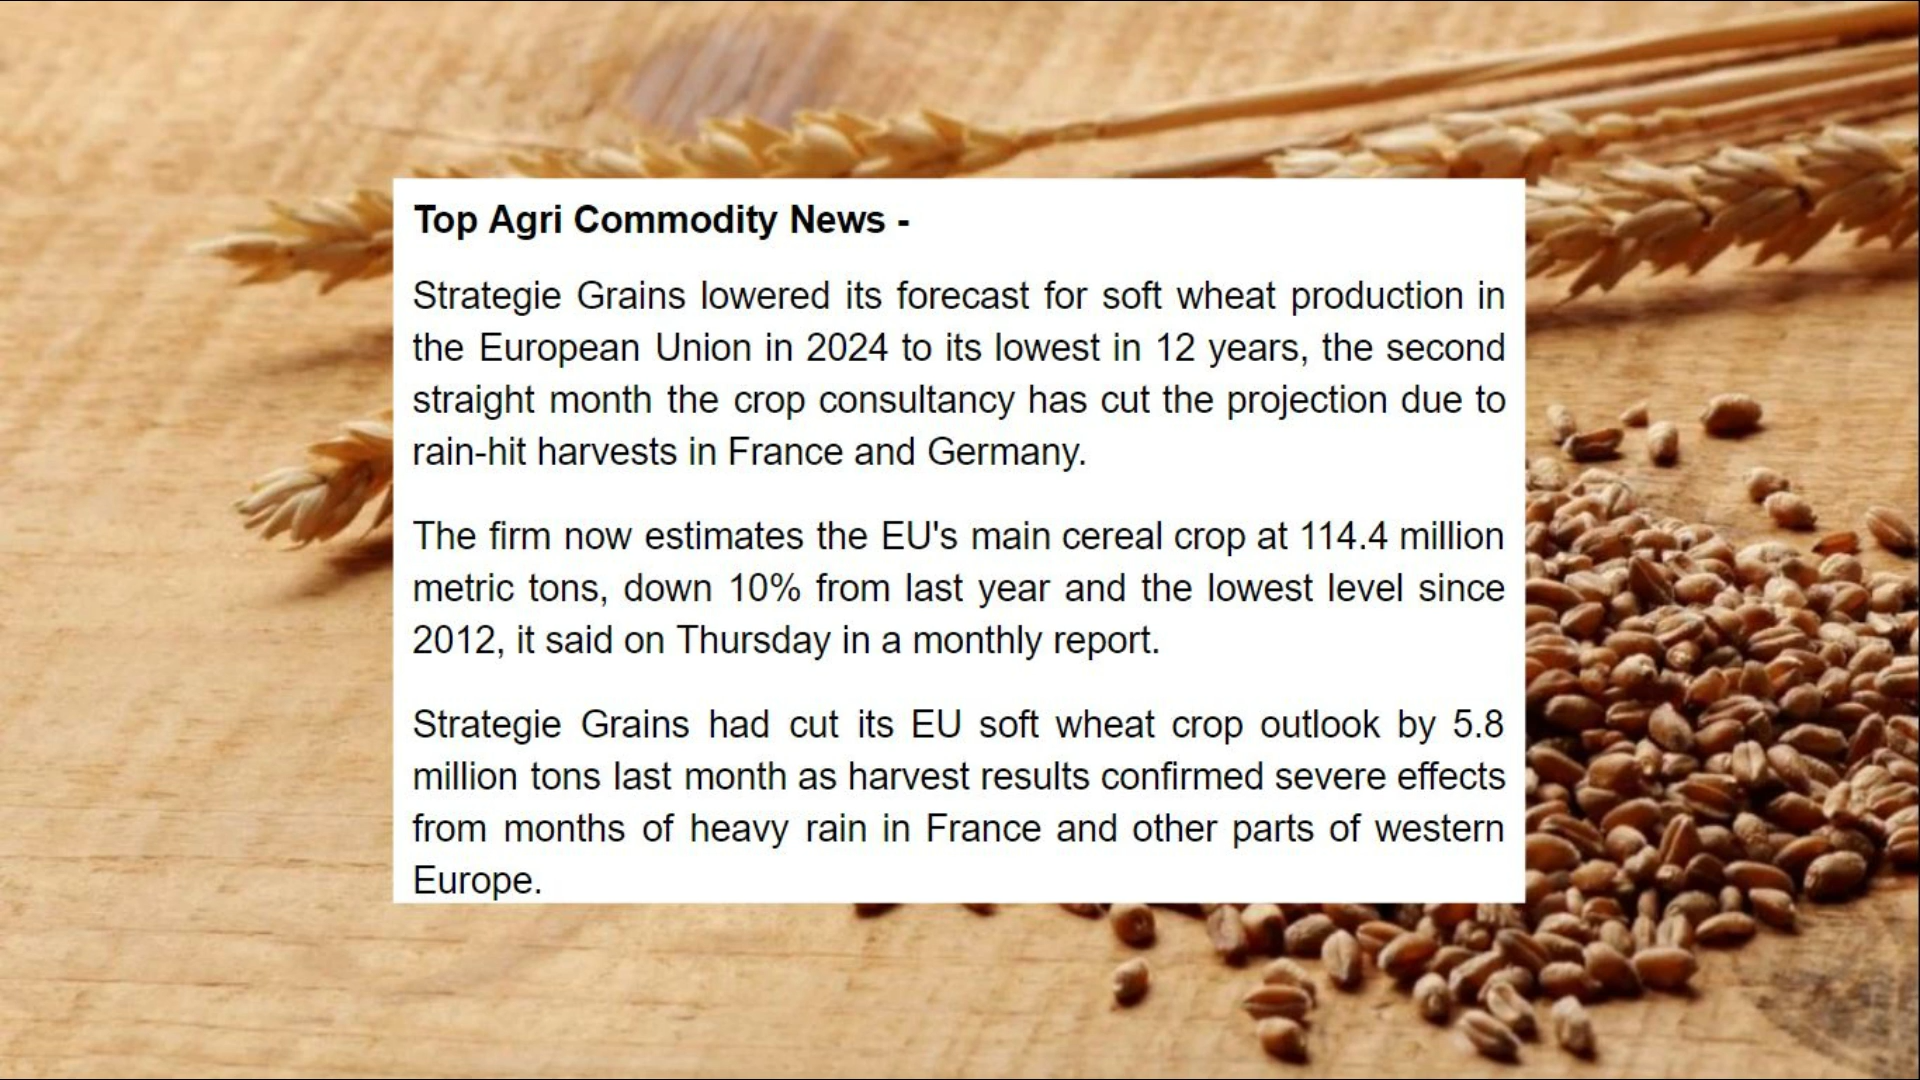 Top Agri Commodity News -
Strategie Grains lowered its forecast for soft wheat production in
the European Union in 2024 to its lowest in 12 years, the second
straight month the crop consultancy has cut the projection due to
rain-hit harvests in France and Germany.
The firm now estimates the EU's main cereal crop at 114.4 million
metric tons, down 10% from last year and the lowest level since
2012, it said on Thursday in a monthly report.
Strategie Grains had cut its EU soft wheat crop outlook by 5.8
million tons last month as harvest results confirmed severe effects
from months of heavy rain in France and other parts of western
Europe.